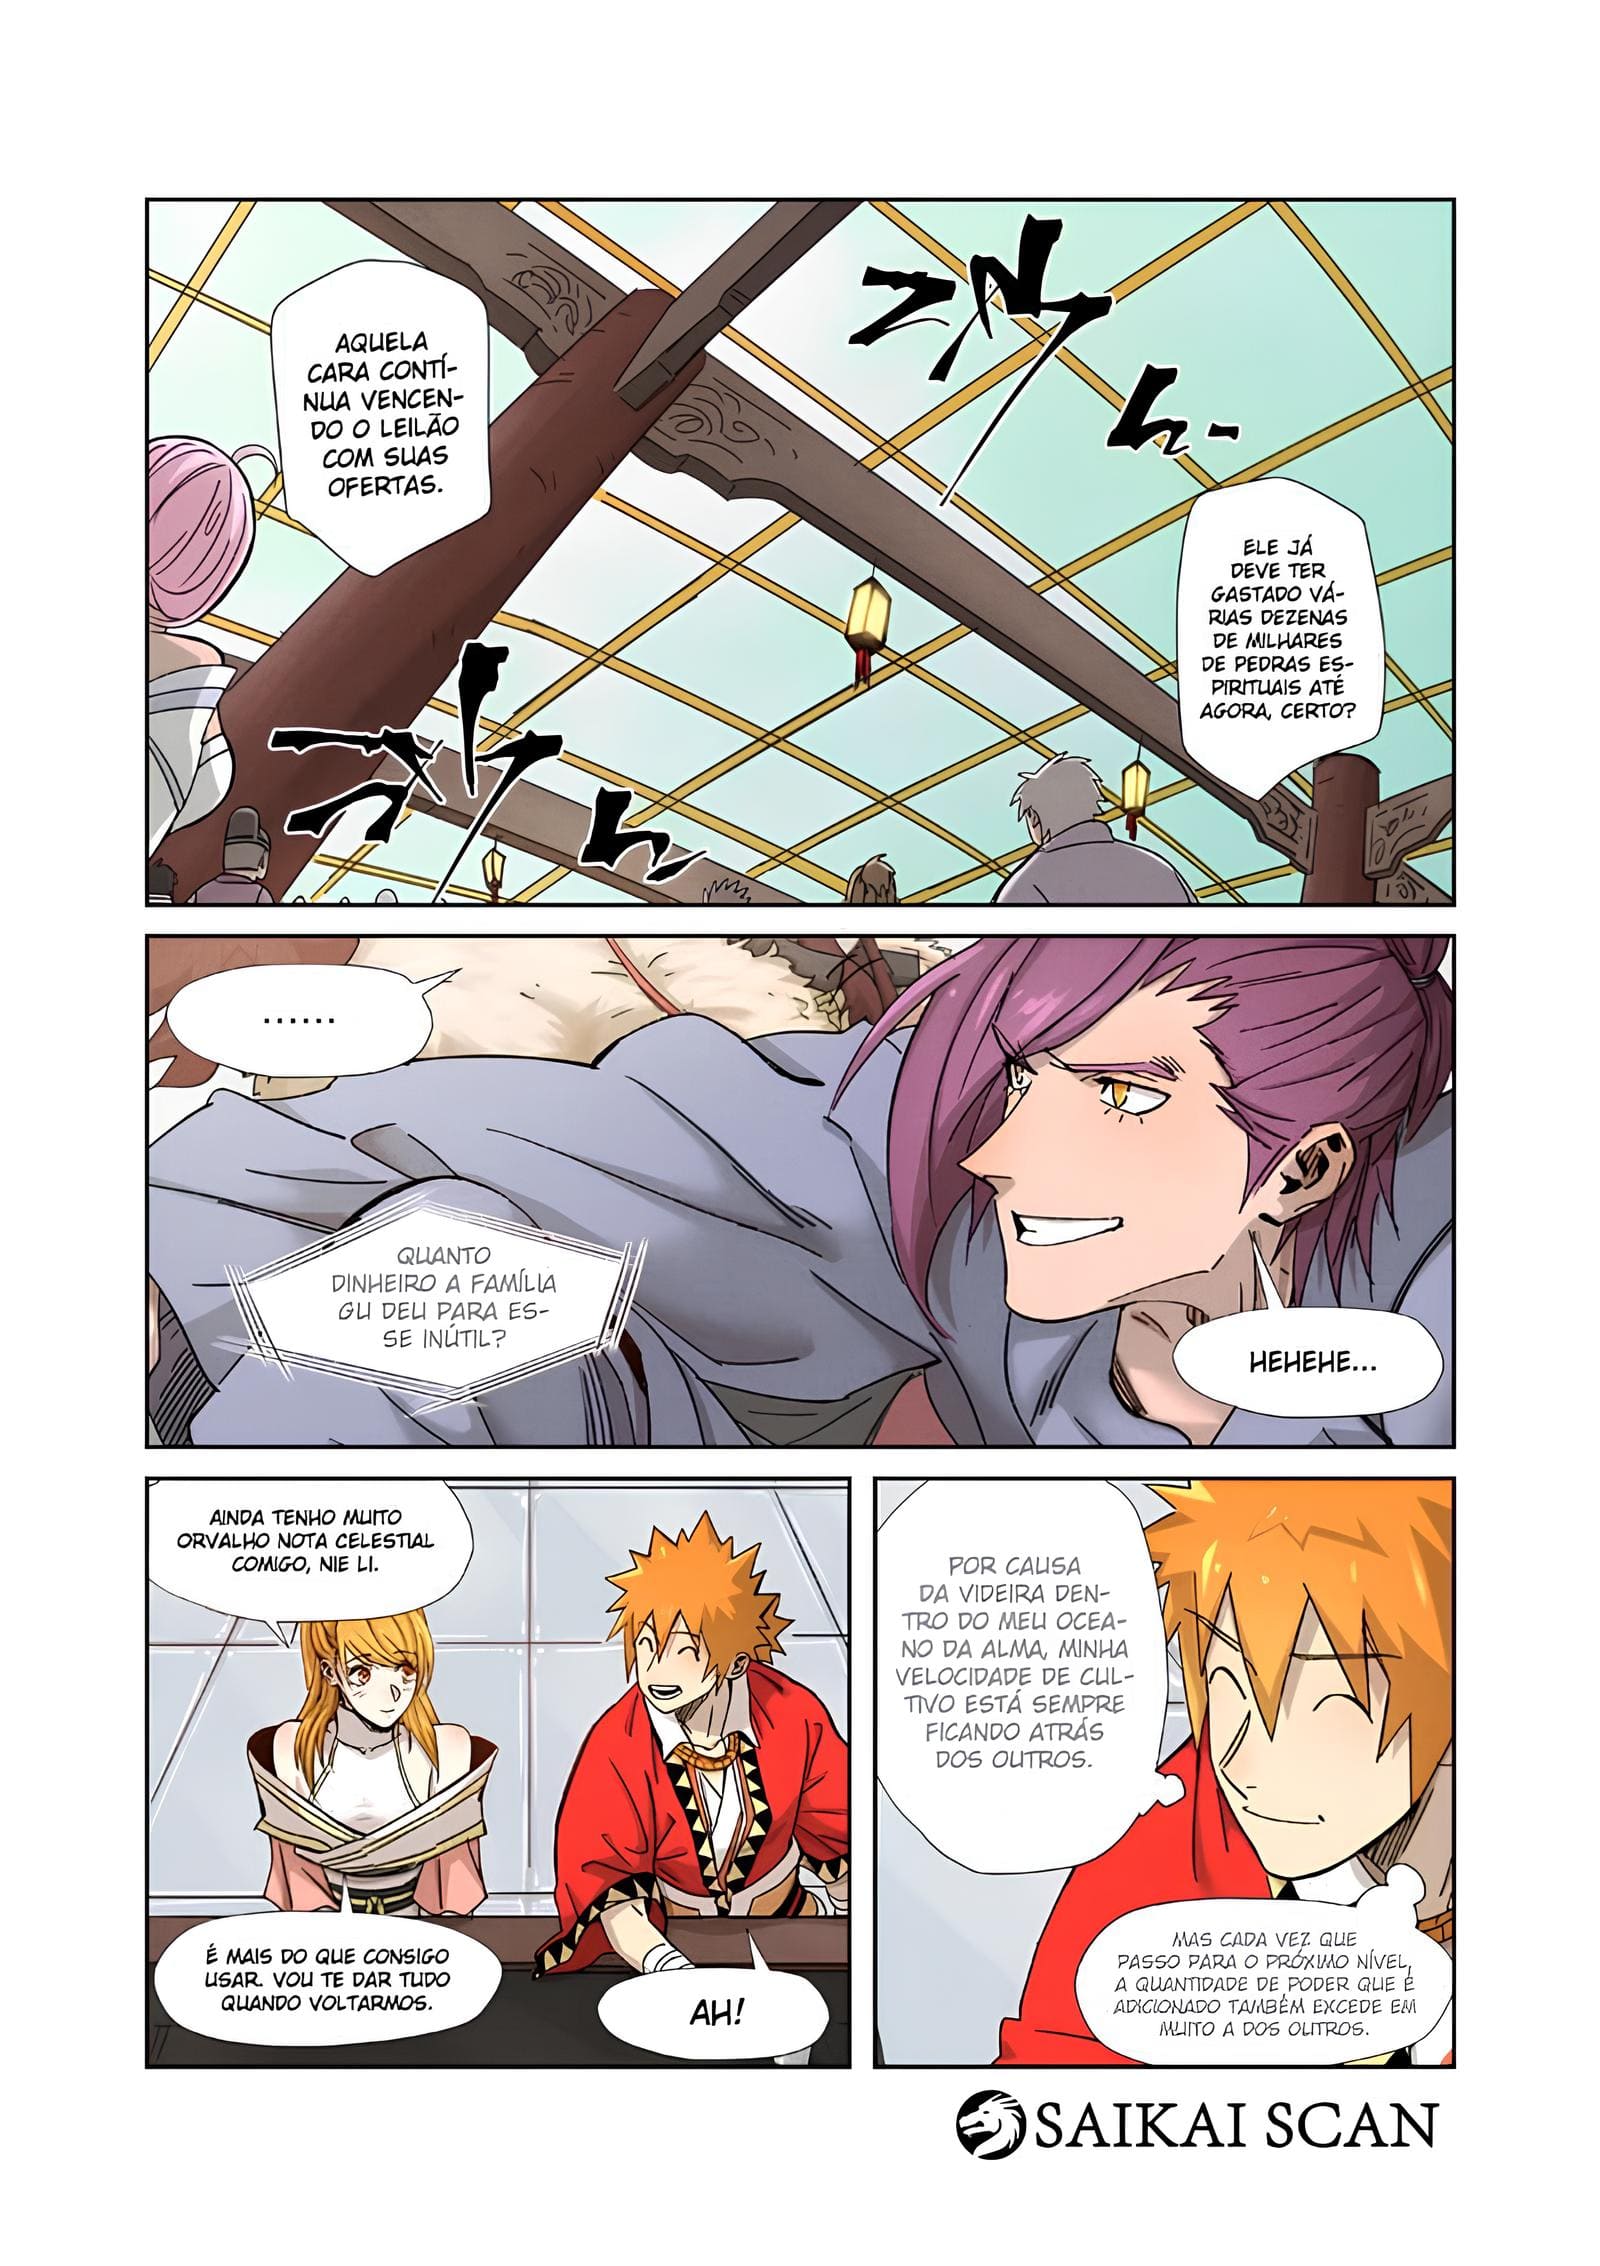 AQUELA
CARA CONTÍ-
NUA VENCEN-
DO O LEILÃO
COM SUAS
OFERTAS.
ELE JÁ
DEVE TER
GASTADO VÁ-
RIAS DEZENAS
DE MILHARES
DE PEDRAS ES-
PIRITUAIS ATÉ
AGORA, CERTO?
......
QUANTO
DINHEIRO A FAMÍLIA
GU DEU PARA ES-
SE INÚTIL?
HEHEHE...
AINDA TENHO MUITO
ORVALHO NOTA CELESTIAL
COMIGO, NIE LI.
É MAIS DO QUE CONSIGO
USAR. VOU TE DAR TUDO
QUANDO VOLTARMOS.
AH!
POR CAUSA
DA VIDEIRA DEN-
TRO DO MEU OCEA-
NO DA ALMA, MINHA
VELOCIDADE DE CUL-
TIVO ESTÁ SEMPRE
FICANDO ATRÁS
DOS OUTROS.
MAS CADA VEZ QUE
PASSO PARA O PRÓXIMO NÍVEL,
A QUANTIDADE DE PODER QUE É
ADICIONADO TAMBÉM EXCEDE EM
MUITO A DOS OUTROS.
SAIKAI SCAN